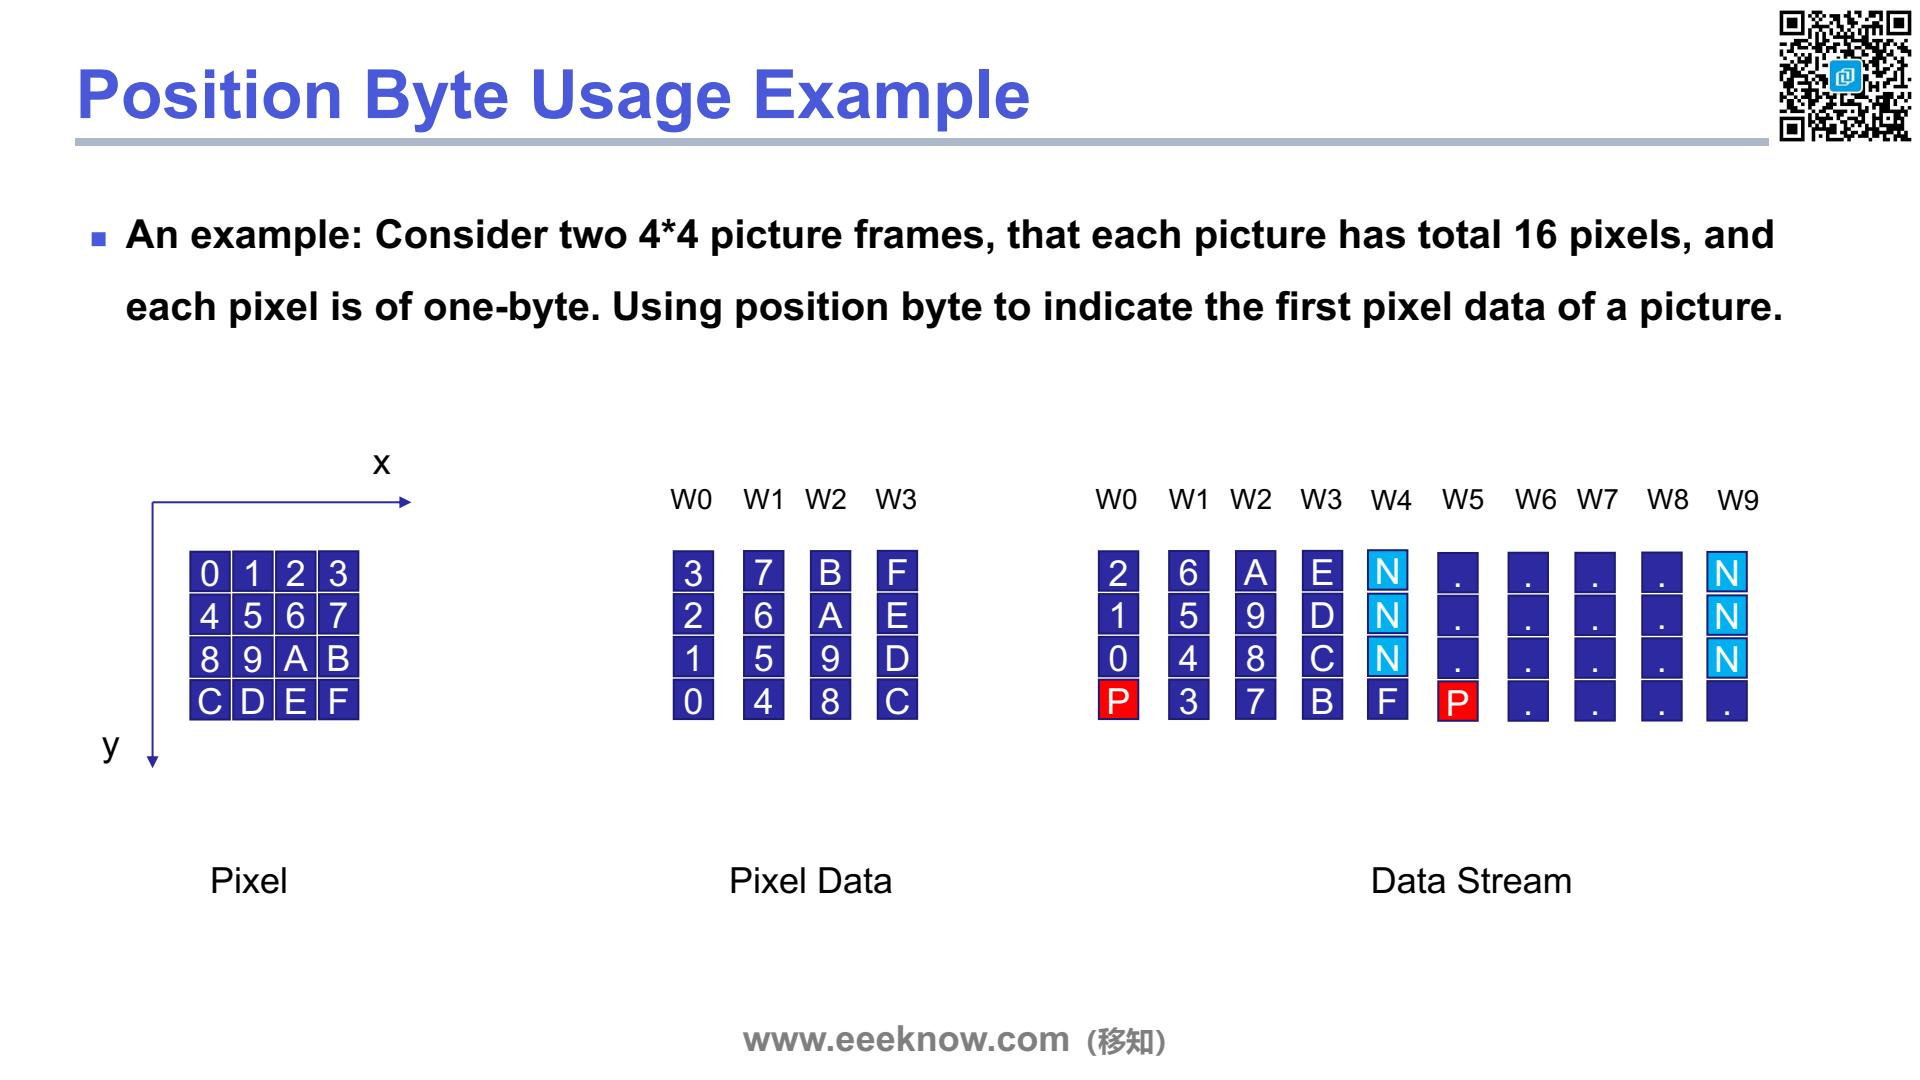 Position Byte Usage Example
An example: Consider two 4*4 picture frames, that each picture has total 16 pixels, and
each pixel is of one-byte. Using position byte to indicate the first pixel data of a picture.
x
y
0 1 2 3
4 5 6 7
8 9 A B
C D E F
Pixel
W0 W1 W2 W3
3 7 B F
2 6 A E
1 5 9 D
0 4 8 C
Pixel Data
W0 W1 W2 W3 W4 W5 W6 W7 W8 W9
2 6 A E N . . . . N
1 5 9 D N . . . . N
0 4 8 C N . . . . N
P 3 7 B F P . . . .
Data Stream
www.eeeknow.com (移知)